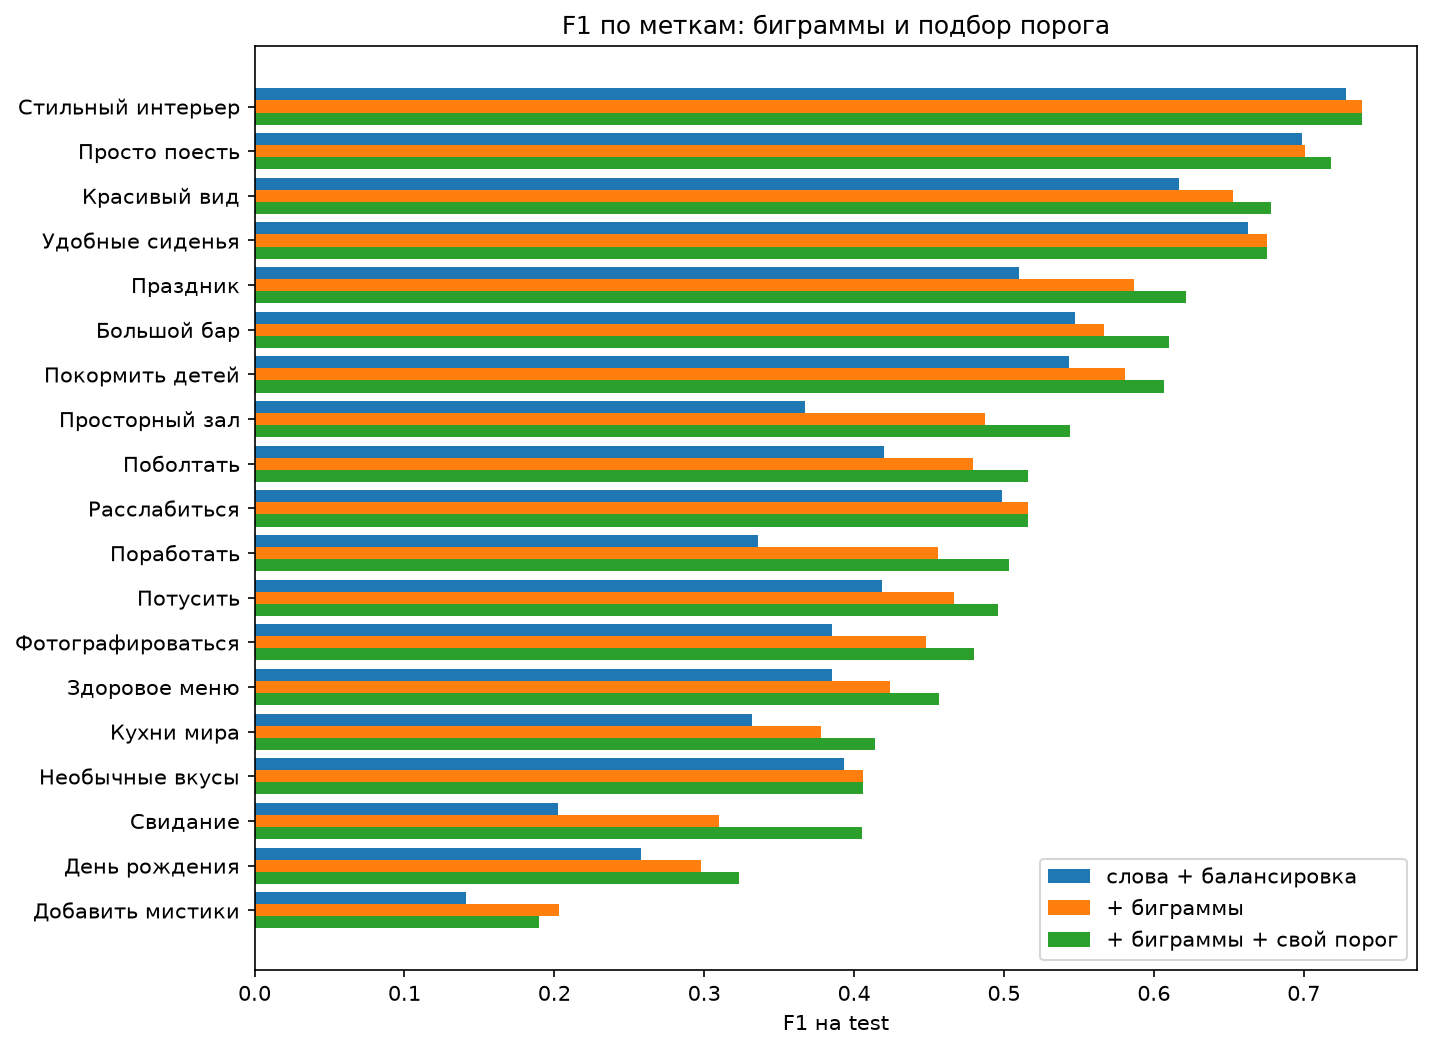 F1 по меткам: биграммы и подбор порога
Стильный интерьер
Просто поесть
Красивый вид
Удобные сиденья
Праздник
Большой бар
Покормить детей
Просторный зал
Поболтать
Расслабиться
Поработать
Потусить
Фотографироваться
Здоровое меню
Кухни мира
Необычные вкусы
Свидание
День рождения
Добавить мистики
слова + балансировка
+ биграммы
+ биграммы + свой порог
0.0 0.1 0.2 0.3 0.4 0.5 0.6 0.7
F1 на test